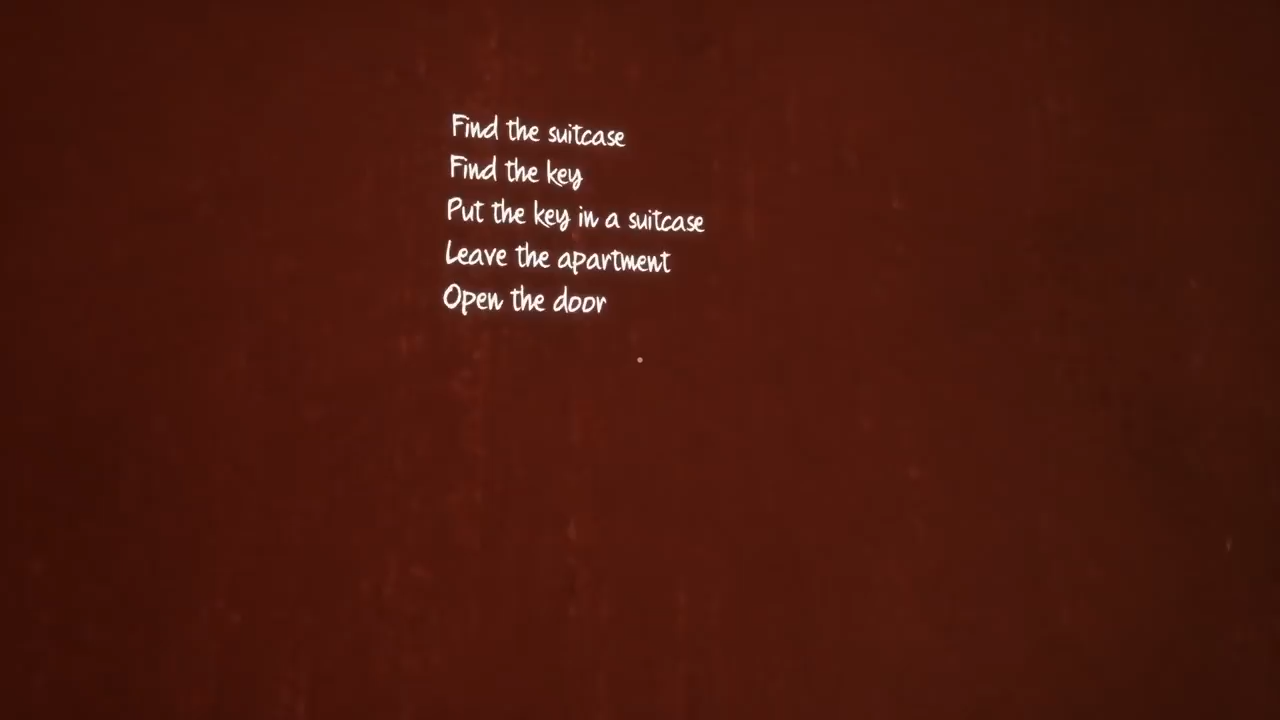 Find the suitcase
Find the key
Put the key in a suitcase
Leave the apartment
Open the door